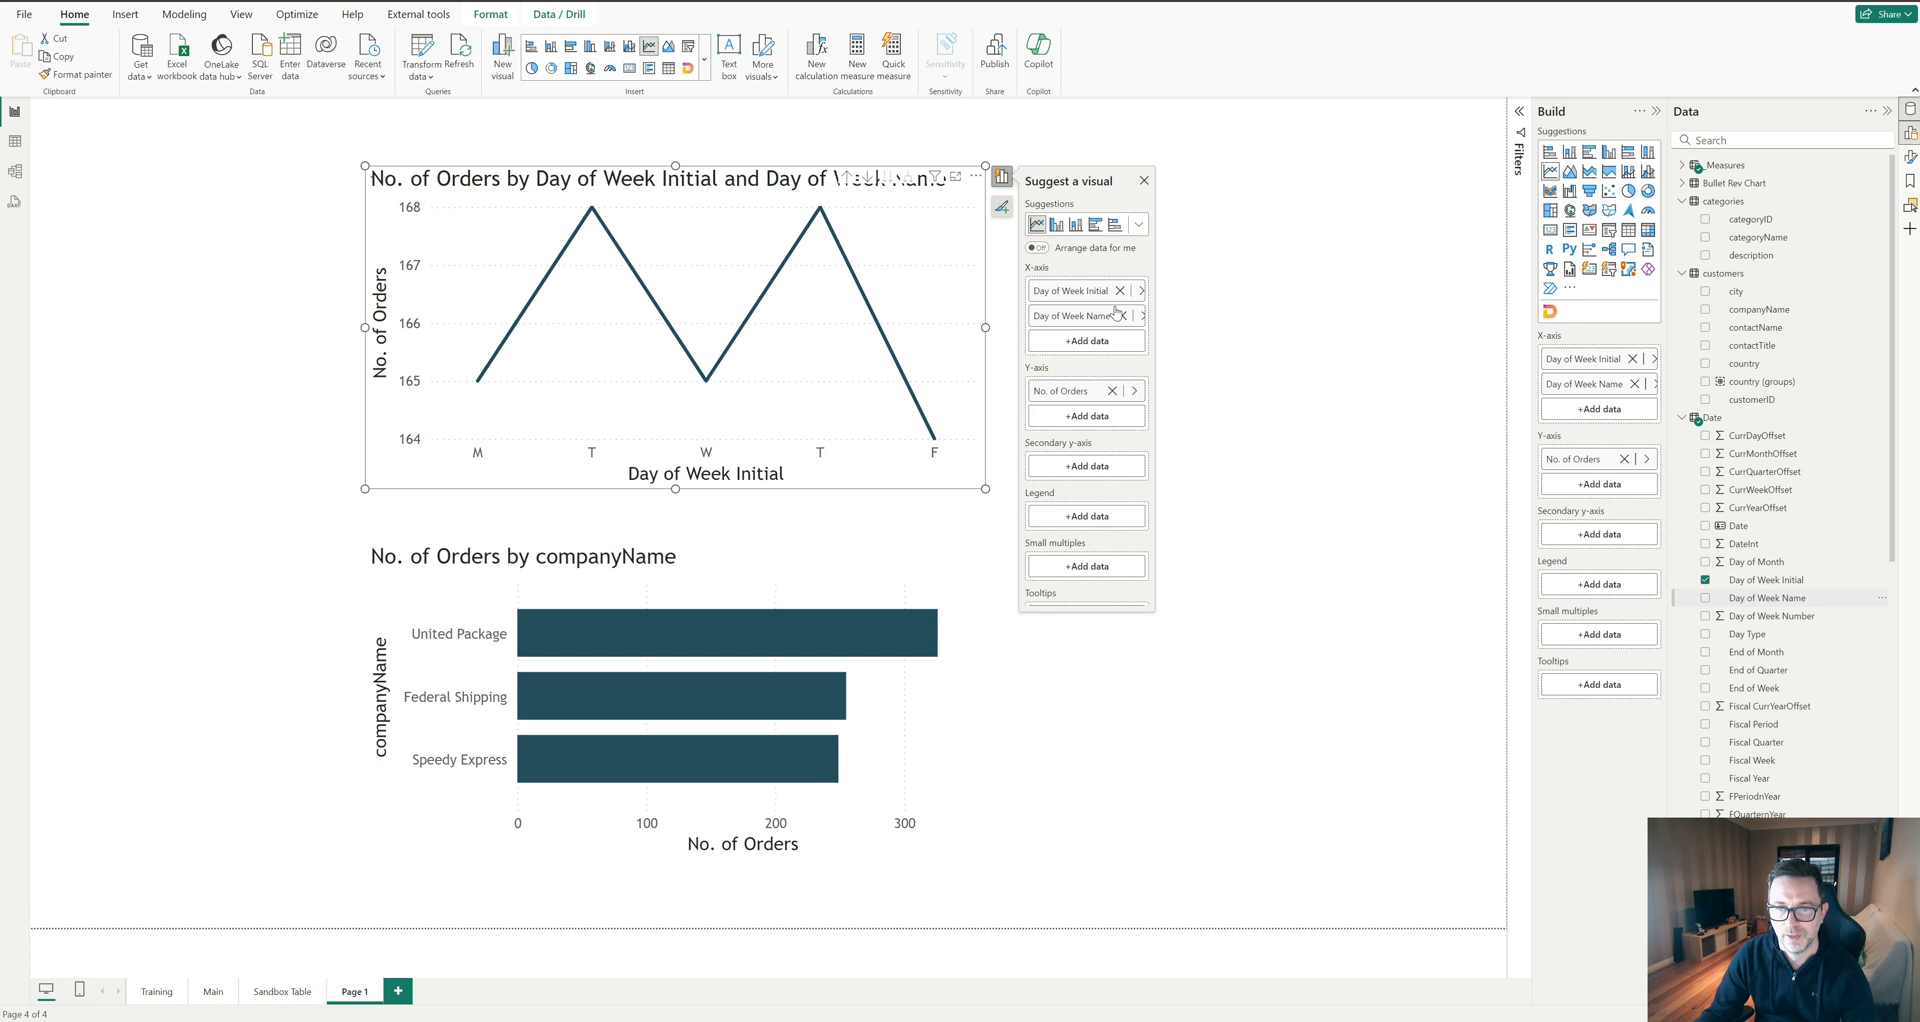 File Home Insert Modeling View Optimize Help External tools Format Data / Drill Share
Paste Cut
Copy
Format painter
Clipboard
Get data
Excel workbook
OneLake data hub
SQL Server
Enter data
Dataverse
Recent sources
Data
Transform data
Refresh
Queries
New visual
Text box
More visuals
Insert
New calculation
New measure
Quick measure
Calculations
Sensitivity
Sensitivity
Publish
Share
Copilot
Copilot
No. of Orders by Day of Week Initial and Day of Week Name
168
167
166
165
164
No. of Orders
M T W T F
Day of Week Initial
No. of Orders by companyName
companyName
United Package
Federal Shipping
Speedy Express
0 100 200 300
No. of Orders
Suggest a visual
Suggestions
Off Arrange data for me
X-axis
Day of Week Initial
Day of Week Name
+Add data
Y-axis
No. of Orders
+Add data
Secondary y-axis
+Add data
Legend
+Add data
Small multiples
+Add data
Tooltips
Filters
Build
Suggestions
R Py
X-axis
Day of Week Initial
Day of Week Name
+Add data
Y-axis
No. of Orders
+Add data
Secondary y-axis
+Add data
Legend
+Add data
Small multiples
+Add data
Tooltips
+Add data
Data
Search
Measures
Bullet Rev Chart
categories
categoryID
categoryName
description
customers
city
companyName
contactName
contactTitle
country
country (groups)
customerID
Date
CurrDayOffset
CurrMonthOffset
CurrQuarterOffset
CurrWeekOffset
CurrYearOffset
Date
DateInt
Day of Month
Day of Week Initial
Day of Week Name
Day of Week Number
Day Type
End of Month
End of Quarter
End of Week
Fiscal CurrYearOffset
Fiscal Period
Fiscal Quarter
Fiscal Week
Fiscal Year
FPeriodnYear
FQuarternYear
Training Main Sandbox Table Page 1 +
Page 4 of 4